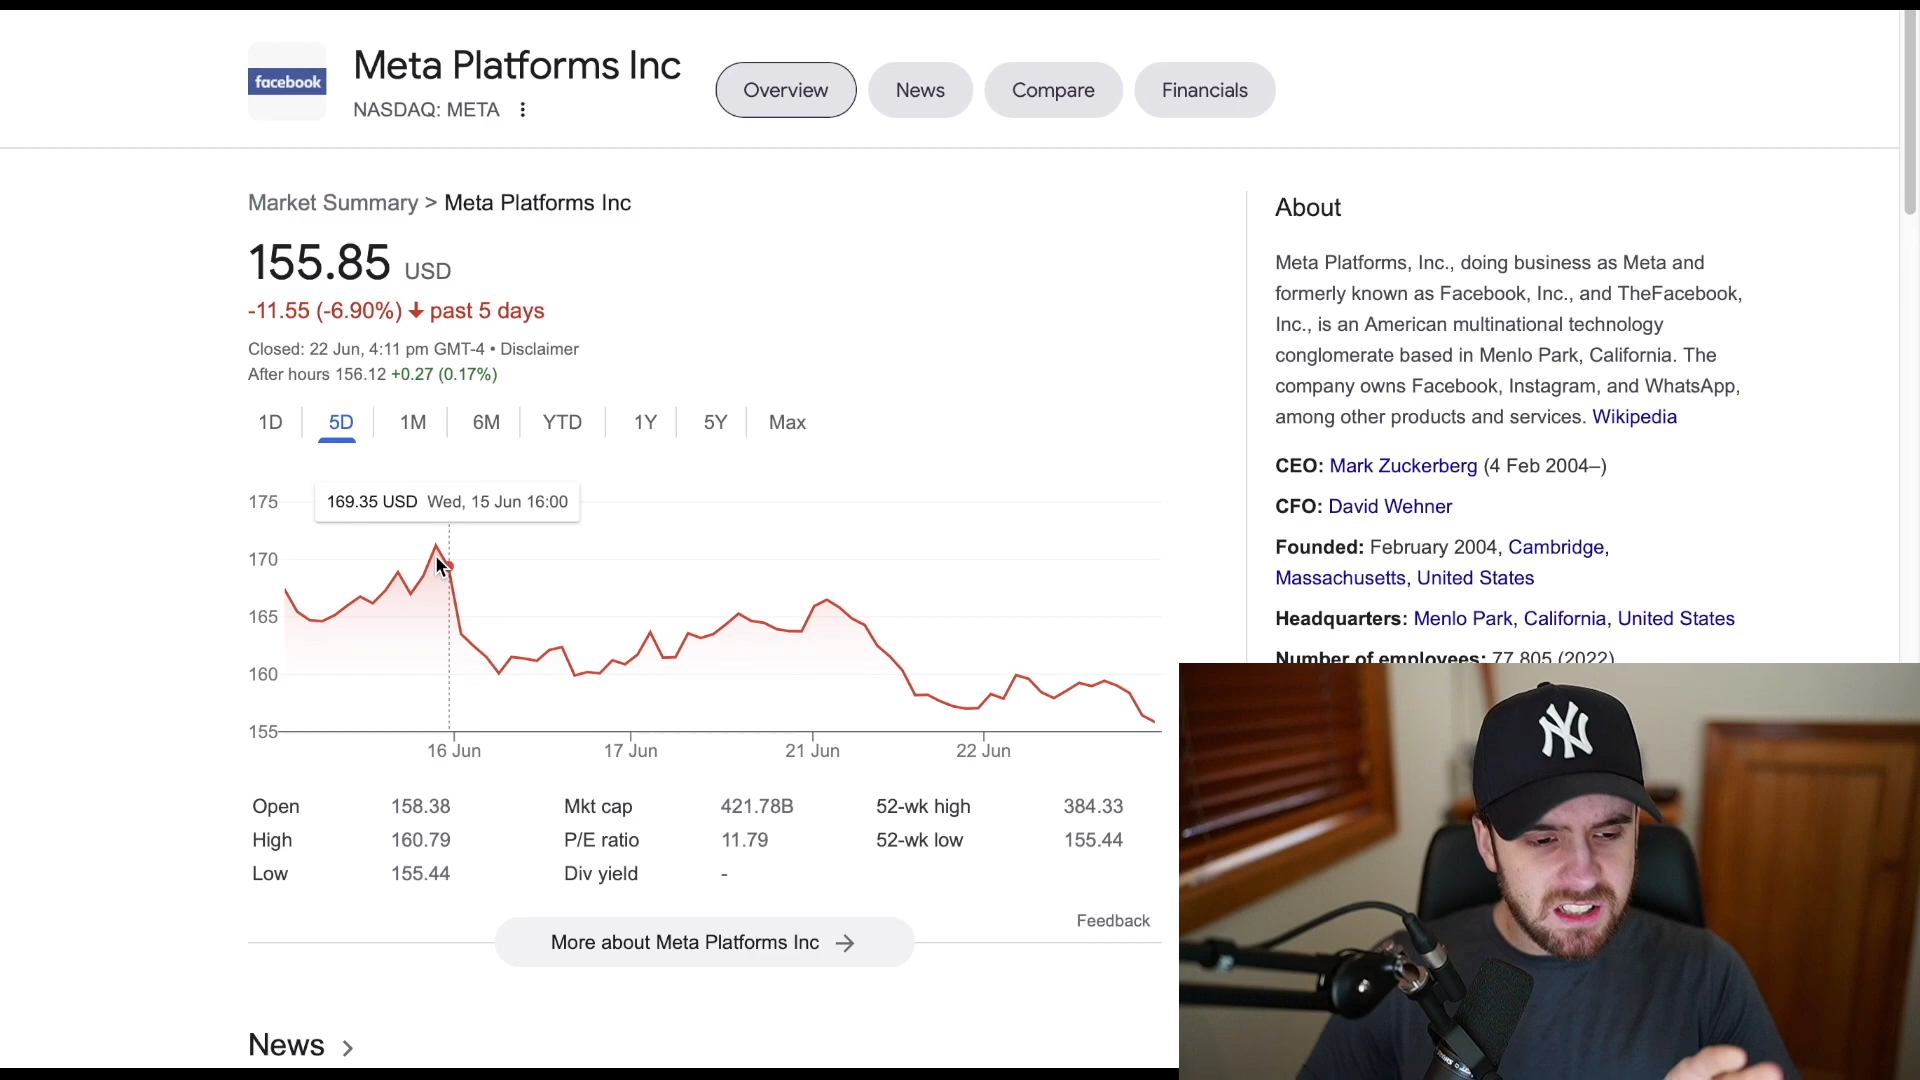 facebook
Meta Platforms Inc
NASDAQ: META
Overview
News
Compare
Financials
Market Summary > Meta Platforms Inc
155.85 USD
-11.55 (-6.90%) past 5 days
Closed: 22 Jun, 4:11 pm GMT-4 • Disclaimer
After hours 156.12 +0.27 (0.17%)
1D 5D 1M 6M YTD 1Y 5Y Max
169.35 USD Wed, 15 Jun 16:00
175
170
165
160
155
16 Jun 17 Jun 21 Jun 22 Jun
Open 158.38 Mkt cap 421.78B 52-wk high 384.33
High 160.79 P/E ratio 11.79 52-wk low 155.44
Low 155.44 Div yield -
Feedback
More about Meta Platforms Inc
News
About
Meta Platforms, Inc., doing business as Meta and
formerly known as Facebook, Inc., and TheFacebook,
Inc., is an American multinational technology
conglomerate based in Menlo Park, California. The
company owns Facebook, Instagram, and WhatsApp,
among other products and services. Wikipedia
CEO: Mark Zuckerberg (4 Feb 2004–)
CFO: David Wehner
Founded: February 2004, Cambridge,
Massachusetts, United States
Headquarters: Menlo Park, California, United States
Number of employees: 77,805 (2022)
NY